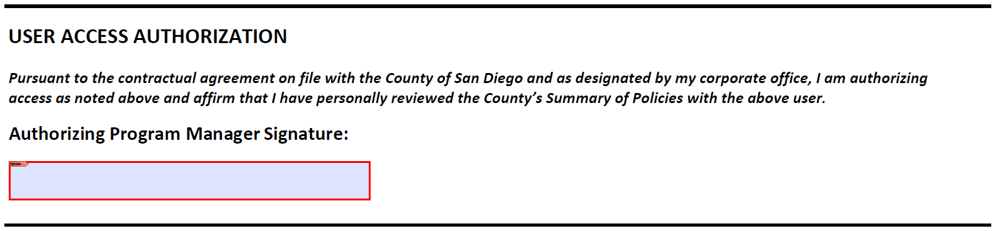 USER ACCESS AUTHORIZATION
Pursuant to the contractual agreement on file with the County of San Diego and as designated by my corporate office, I am authorizing
access as noted above and affirm that I have personally reviewed the County’s Summary of Policies with the above user.
Authorizing Program Manager Signature: